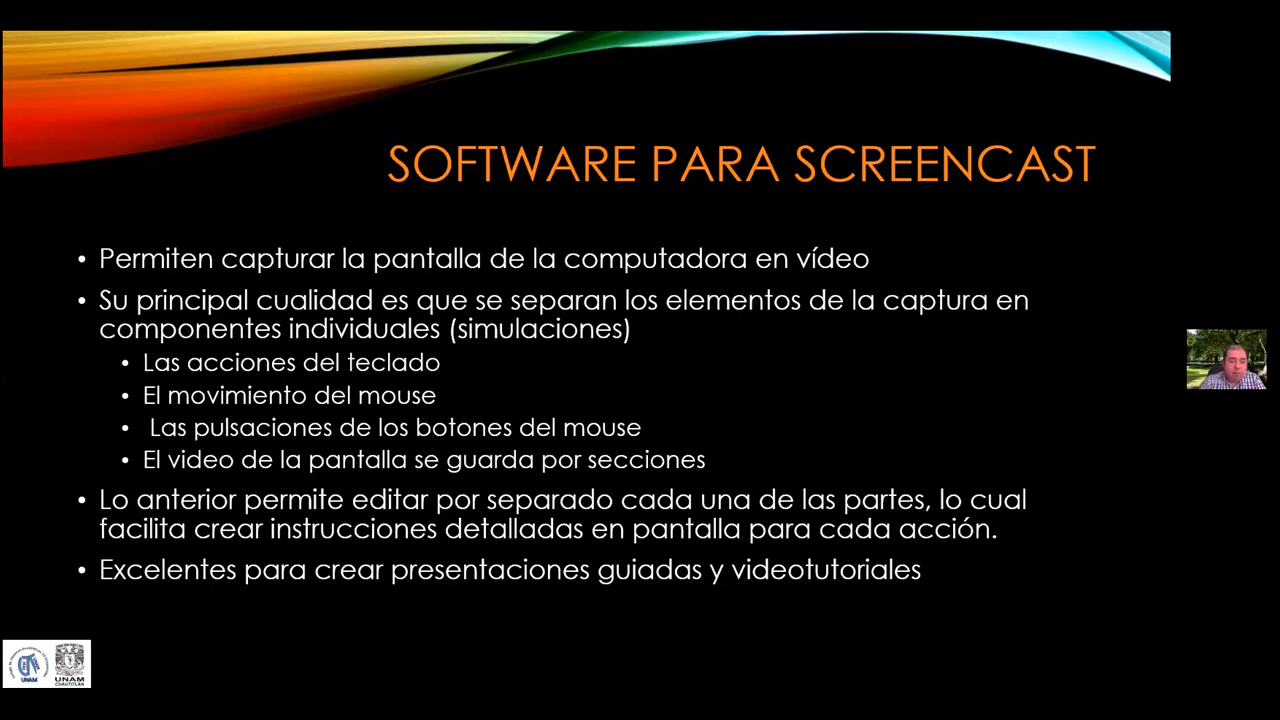 SOFTWARE PARA SCREENCAST
• Permiten capturar la pantalla de la computadora en vídeo
• Su principal cualidad es que se separan los elementos de la captura en
componentes individuales (simulaciones)
• Las acciones del teclado
• El movimiento del mouse
• Las pulsaciones de los botones del mouse
• El video de la pantalla se guarda por secciones
• Lo anterior permite editar por separado cada una de las partes, lo cual
facilita crear instrucciones detalladas en pantalla para cada acción.
• Excelentes para crear presentaciones guiadas y videotutoriales
UNAM
UNAM
CUAUTITLÁN